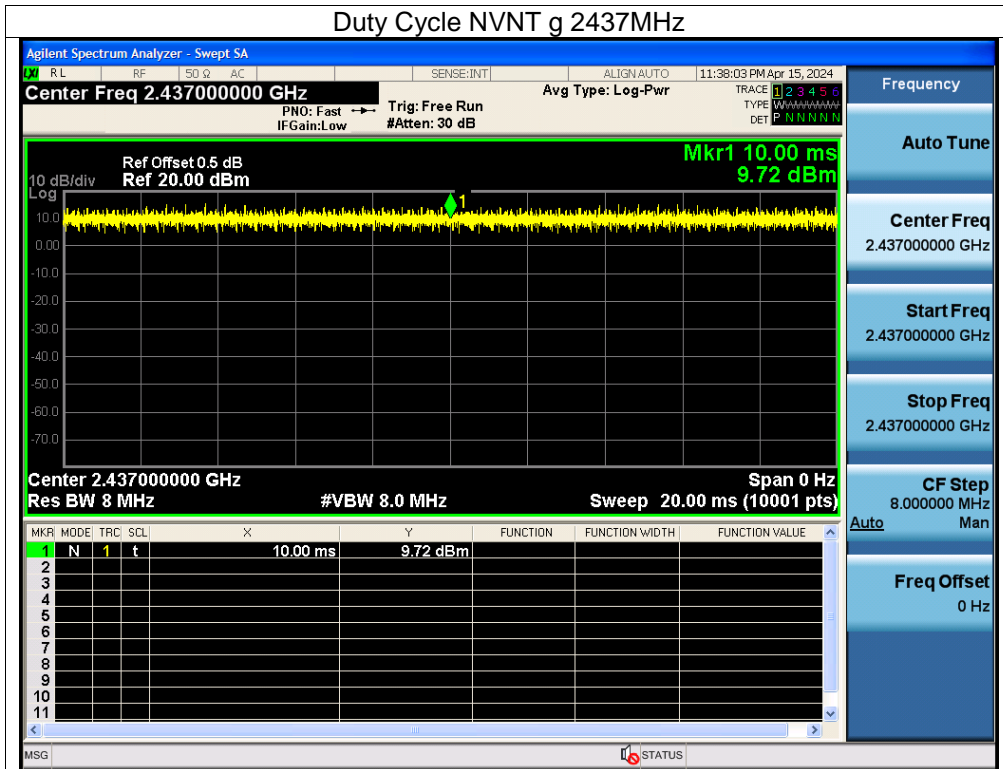 Duty Cycle NVNT g 2437MHz
Agilent Spectrum Analyzer - Swept SA
LXI RL RF 50 Ω AC SENSE:INT ALIGN AUTO 11:38:03 PM Apr 15, 2024
Center Freq 2.437000000 GHz
PNO: Fast
IFGain:Low
Trig: Free Run
#Atten: 30 dB
Avg Type: Log-Pwr
TRACE 1 2 3 4 5 6
TYPE WWWWWW
DET P N N N N N
Ref Offset 0.5 dB
10 dB/div Ref 20.00 dBm
Log
Mkr1 10.00 ms
9.72 dBm
1
10.0
0.00
-10.0
-20.0
-30.0
-40.0
-50.0
-60.0
-70.0
Center 2.437000000 GHz Span 0 Hz
Res BW 8 MHz #VBW 8.0 MHz Sweep 20.00 ms (10001 pts)
MKR MODE TRC SCL X Y FUNCTION FUNCTION WIDTH FUNCTION VALUE
1 N 1 t 10.00 ms 9.72 dBm
2
3
4
5
6
7
8
9
10
11
MSG STATUS
Frequency
Auto Tune
Center Freq
2.437000000 GHz
Start Freq
2.437000000 GHz
Stop Freq
2.437000000 GHz
CF Step
8.000000 MHz
Auto Man
Freq Offset
0 Hz